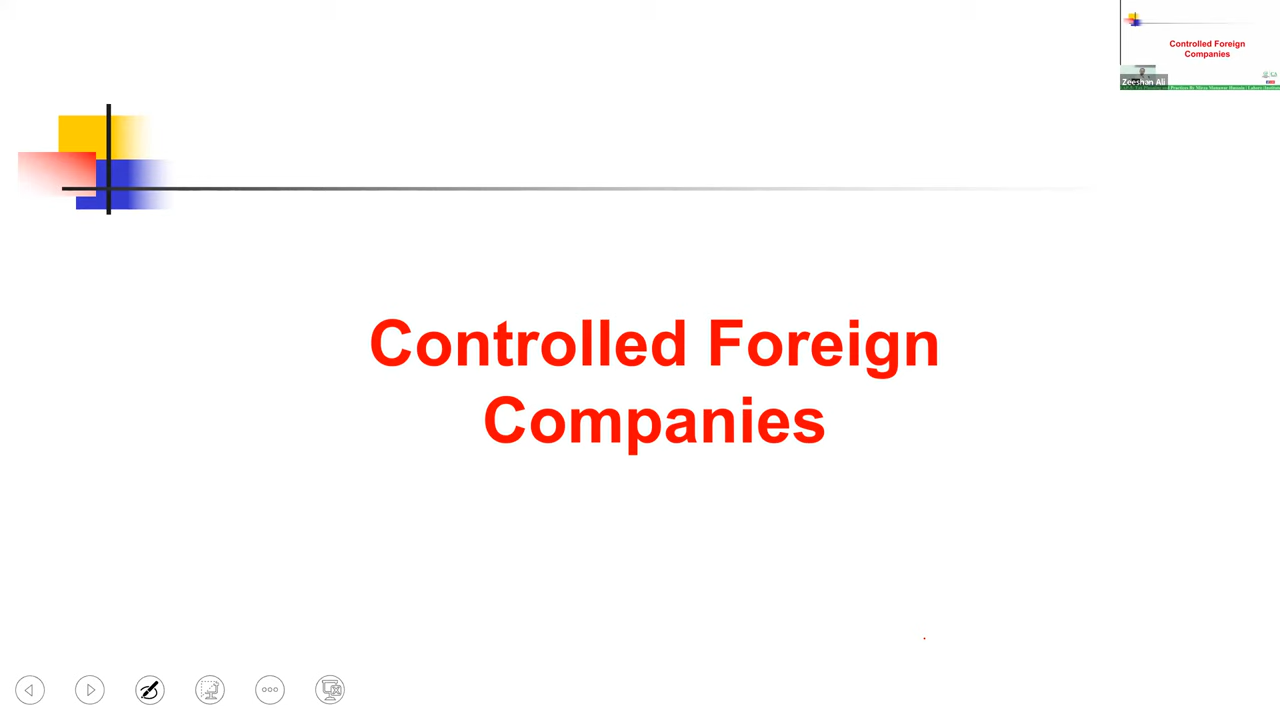 Controlled Foreign
Companies
Controlled Foreign
Companies
Zeeshan Ali